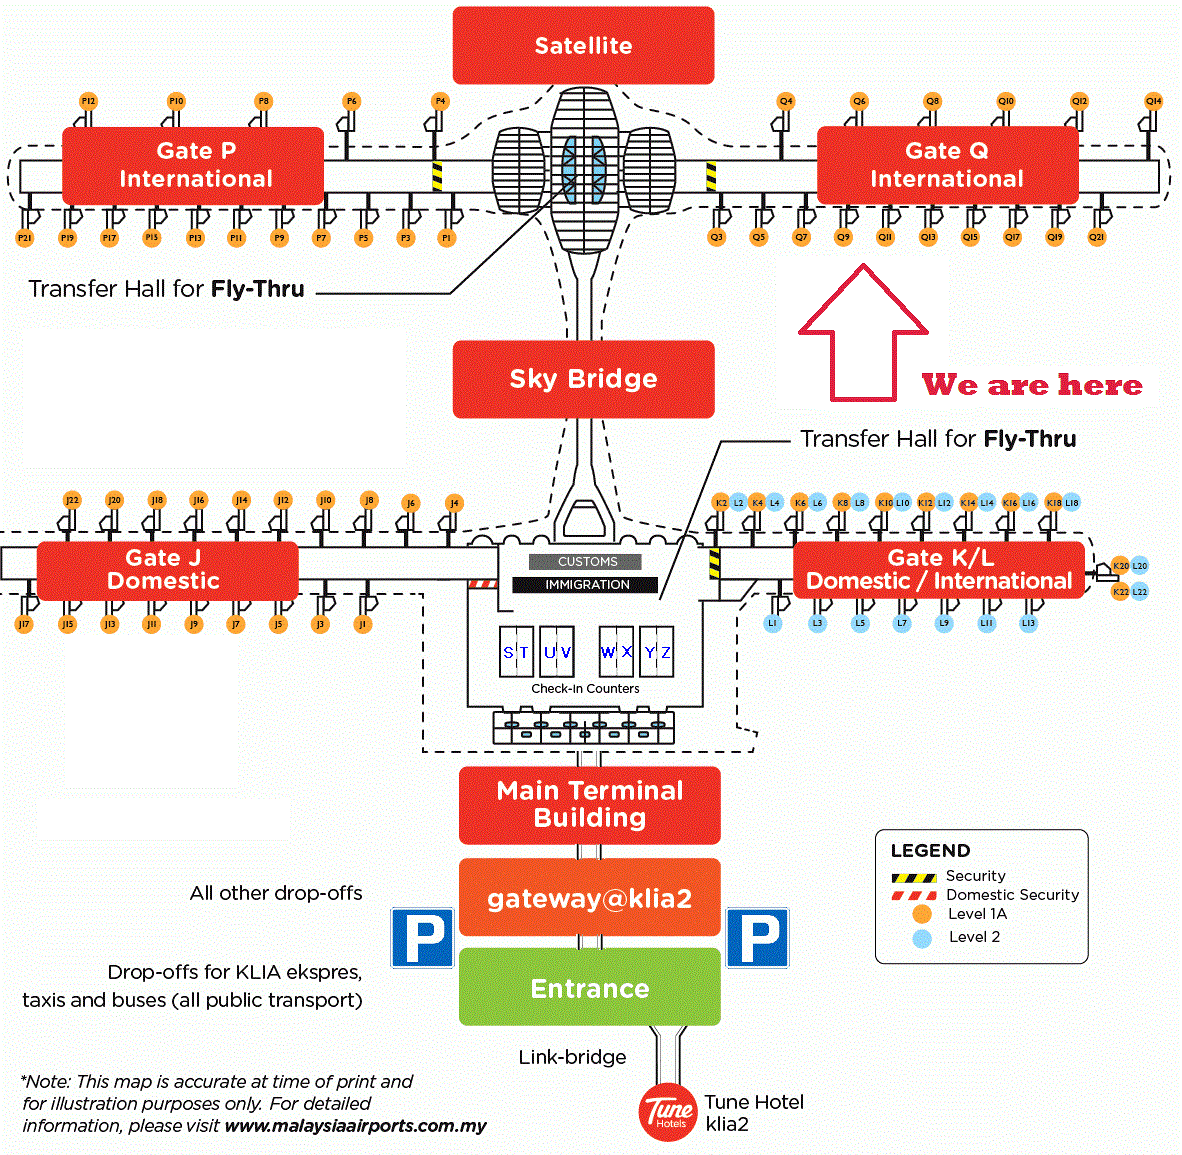 Satellite
P12 P10 P8 P6 P4
Q4 Q6 Q8 Q10 Q12 Q14
Gate P
International
Gate Q
International
P21 P19 P17 P15 P13 P11 P9 P7 P5 P3 P1
Q3 Q5 Q7 Q9 Q11 Q13 Q15 Q17 Q19 Q21
Transfer Hall for Fly-Thru
Sky Bridge
We are here
Transfer Hall for Fly-Thru
J22 J20 J18 J16 J14 J12 J10 J8 J6 J4
K2 L2 K4 L4 K6 L6 K8 L8 K10 L10 K12 L12 K14 L14 K16 L16 K18 L18
Gate J
Domestic
CUSTOMS
IMMIGRATION
Gate K/L
Domestic / International
K20 L20
K22 L22
J17 J15 J13 J11 J9 J7 J5 J3 J1
L1 L3 L5 L7 L9 L11 L13
S T U V W X Y Z
Check-In Counters
Main Terminal
Building
LEGEND
Security
Domestic Security
Level 1A
Level 2
All other drop-offs
gateway@klia2
P P
Drop-offs for KLIA ekspres,
taxis and buses (all public transport)
Entrance
Link-bridge
*Note: This map is accurate at time of print and
for illustration purposes only. For detailed
information, please visit www.malaysiaairports.com.my
Tune
Hotels
Tune Hotel
klia2